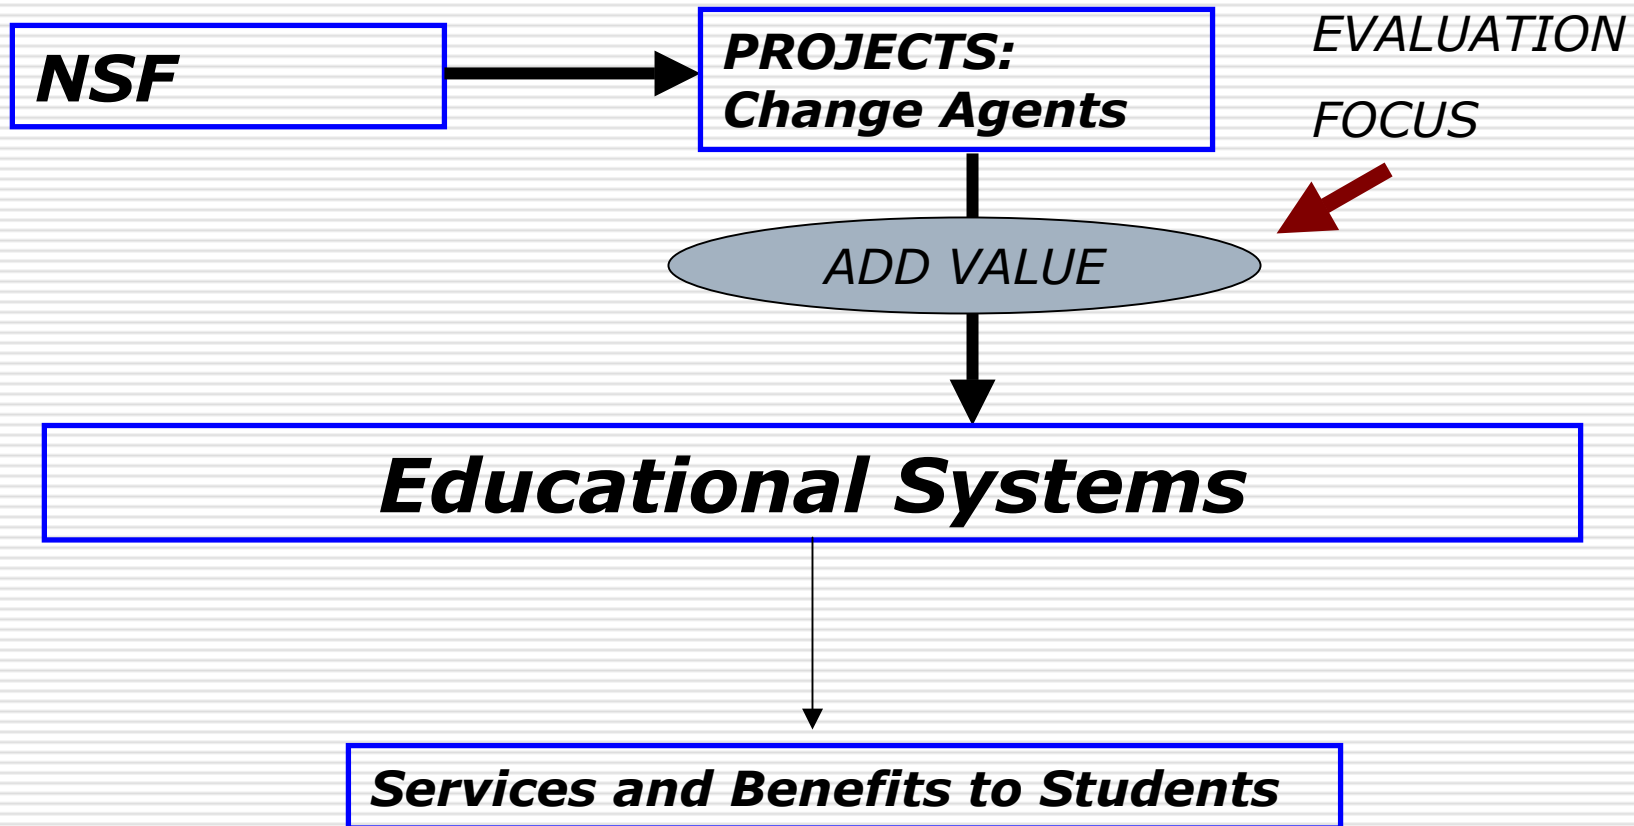 NSF
PROJECTS:
Change Agents
EVALUATION
FOCUS
ADD VALUE
Educational Systems
Services and Benefits to Students